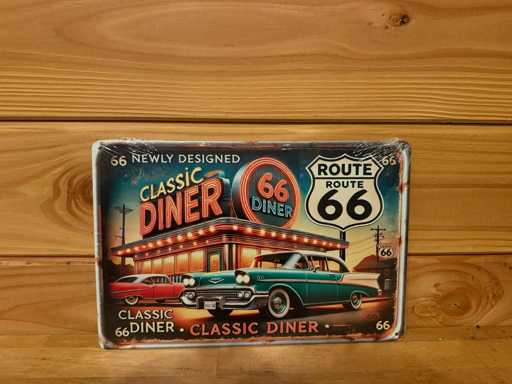 66 NEWLY DESIGNED
66
CLASSIC
DINER
66
DINER
ROUTE
ROUTE
66
66
CLASSIC
66 DINER • CLASSIC DINER •
66